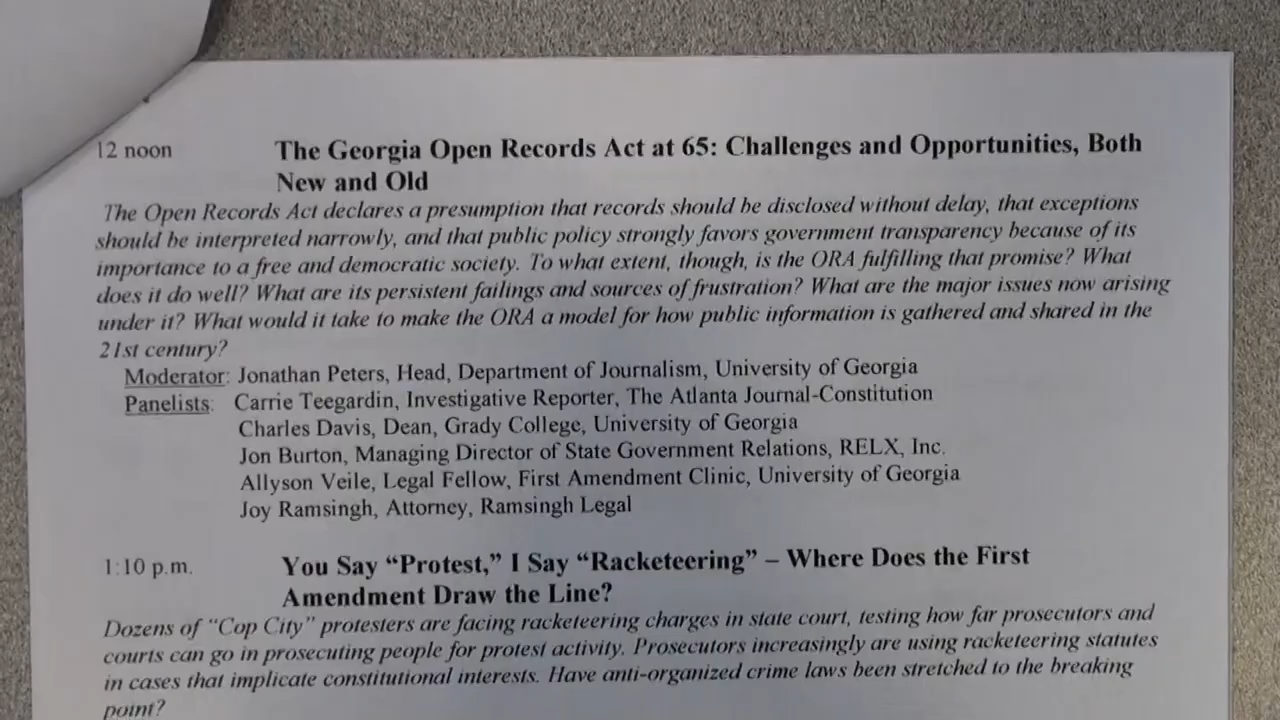 12 noon The Georgia Open Records Act at 65: Challenges and Opportunities, Both
New and Old
The Open Records Act declares a presumption that records should be disclosed without delay, that exceptions
should be interpreted narrowly, and that public policy strongly favors government transparency because of its
importance to a free and democratic society. To what extent, though, is the ORA fulfilling that promise? What
does it do well? What are its persistent failings and sources of frustration? What are the major issues now arising
under it? What would it take to make the ORA a model for how public information is gathered and shared in the
21st century?
Moderator: Jonathan Peters, Head, Department of Journalism, University of Georgia
Panelists: Carrie Teegardin, Investigative Reporter, The Atlanta Journal-Constitution
Charles Davis, Dean, Grady College, University of Georgia
Jon Burton, Managing Director of State Government Relations, RELX, Inc.
Allyson Veile, Legal Fellow, First Amendment Clinic, University of Georgia
Joy Ramsingh, Attorney, Ramsingh Legal
1:10 p.m. You Say “Protest,” I Say “Racketeering” – Where Does the First
Amendment Draw the Line?
Dozens of “Cop City” protesters are facing racketeering charges in state court, testing how far prosecutors and
courts can go in prosecuting people for protest activity. Prosecutors increasingly are using racketeering statutes
in cases that implicate constitutional interests. Have anti-organized crime laws been stretched to the breaking
point?